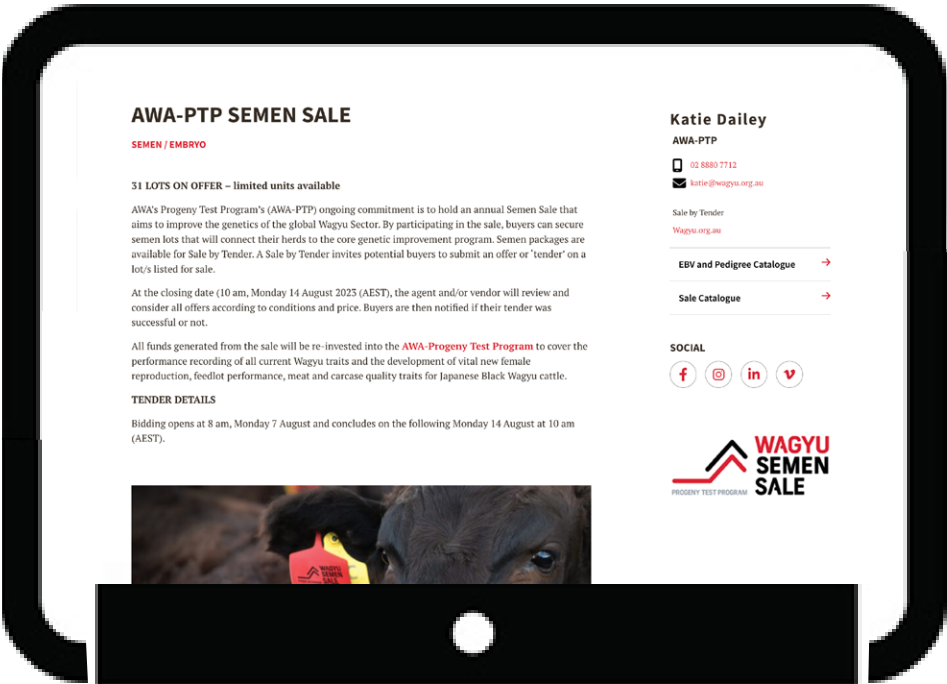 AWA-PTP SEMEN SALE
SEMEN / EMBRYO
31 LOTS ON OFFER – limited units available
AWA's Progeny Test Program's (AWA-PTP) ongoing commitment is to hold an annual Semen Sale that
aims to improve the genetics of the global Wagyu Sector. By participating in the sale, buyers can secure
semen lots that will connect their herds to the core genetic improvement program. Semen packages are
available for Sale by Tender. A Sale by Tender invites potential buyers to submit an offer or 'tender' on a
lot/s listed for sale.
At the closing date (10 am, Monday 14 August 2023 (AEST), the agent and/or vendor will review and
consider all offers according to conditions and price. Buyers are then notified if their tender was
successful or not.
All funds generated from the sale will be re-invested into the AWA-Progeny Test Program to cover the
performance recording of all current Wagyu traits and the development of vital new female
reproduction, feedlot performance, meat and carcase quality traits for Japanese Black Wagyu cattle.
TENDER DETAILS
Bidding opens at 8 am, Monday 7 August and concludes on the following Monday 14 August at 10 am
(AEST).
WAGYU
SEMEN
SALE
Katie Dailey
AWA-PTP
02 8880 7712
katie@wagyu.org.au
Sale by Tender
Wagyu.org.au
EBV and Pedigree Catalogue
Sale Catalogue
SOCIAL
WAGYU
SEMEN
PROGENY TEST PROGRAM SALE